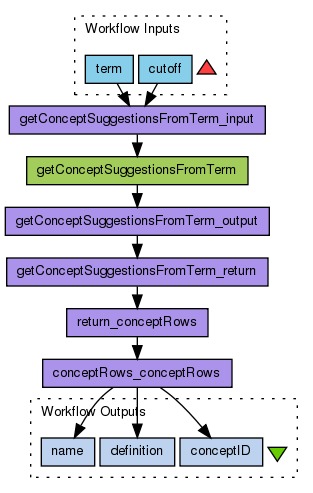 Workflow Inputs
term cutoff
getConceptSuggestionsFromTerm_input
getConceptSuggestionsFromTerm
getConceptSuggestionsFromTerm_output
getConceptSuggestionsFromTerm_return
return_conceptRows
conceptRows_conceptRows
Workflow Outputs
name definition conceptID